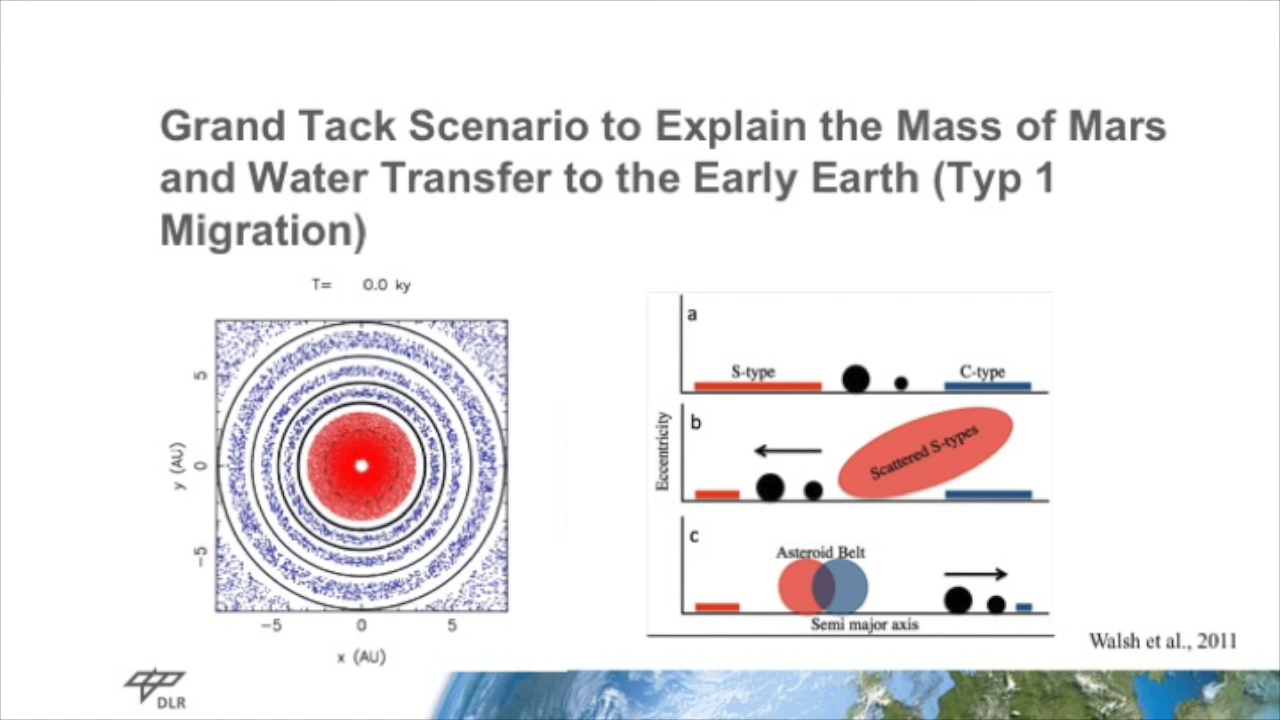 Grand Tack Scenario to Explain the Mass of Mars
and Water Transfer to the Early Earth (Typ 1
Migration)
T= 0.0 ky
5
0
−5
y (AU)
−5 0 5
x (AU)
a
S-type
C-type
b
Scattered S-types
Eccentricity
c
Asteroid Belt
Semi major axis
Walsh et al., 2011
DLR